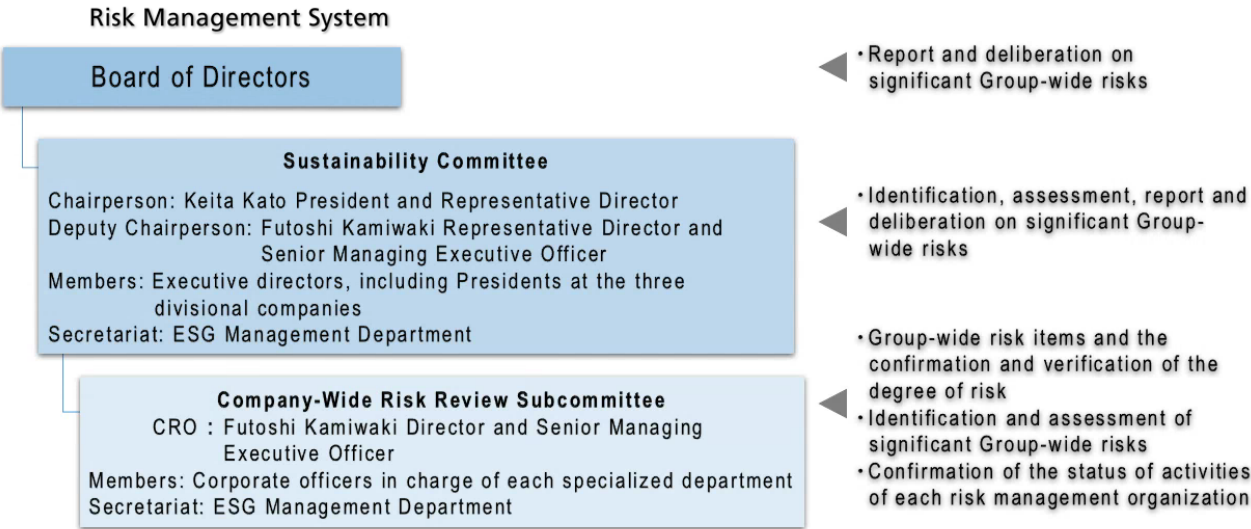 Risk Management System
Board of Directors
・Report and deliberation on
significant Group-wide risks
Sustainability Committee
Chairperson: Keita Kato President and Representative Director
Deputy Chairperson: Futoshi Kamiwaki Representative Director and
Senior Managing Executive Officer
Members: Executive directors, including Presidents at the three
divisional companies
Secretariat: ESG Management Department
・Identification, assessment, report and
deliberation on significant Group-
wide risks
Company-Wide Risk Review Subcommittee
CRO : Futoshi Kamiwaki Director and Senior Managing
Executive Officer
Members: Corporate officers in charge of each specialized department
Secretariat: ESG Management Department
・Group-wide risk items and the
confirmation and verification of the
degree of risk
・Identification and assessment of
significant Group-wide risks
・Confirmation of the status of activities
of each risk management organization